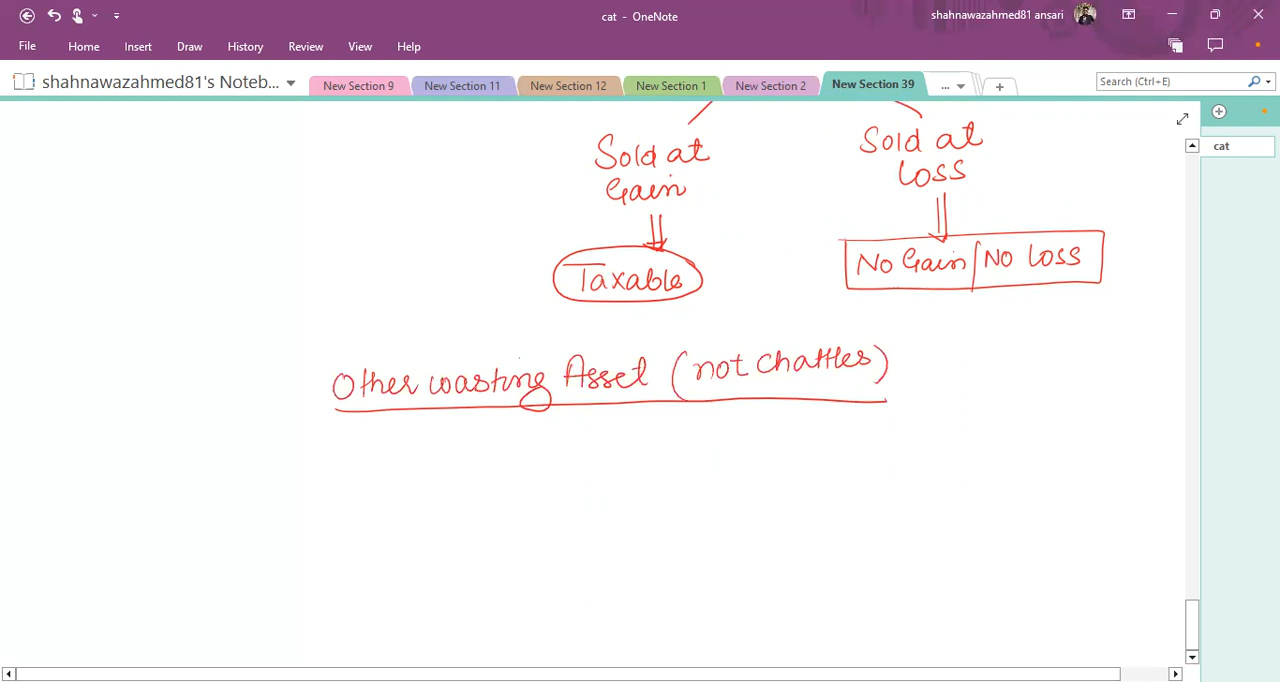 cat - OneNote
shahnawazahmed81 ansari
File Home Insert Draw History Review View Help
shahnawazahmed81's Noteb...
New Section 9 New Section 11 New Section 12 New Section 1 New Section 2 New Section 39 ...
Search (Ctrl+E)
cat
Sold at
Gain
Sold at
Loss
Taxable
No Gain/No Loss
Other wasting Asset (not Chattles)